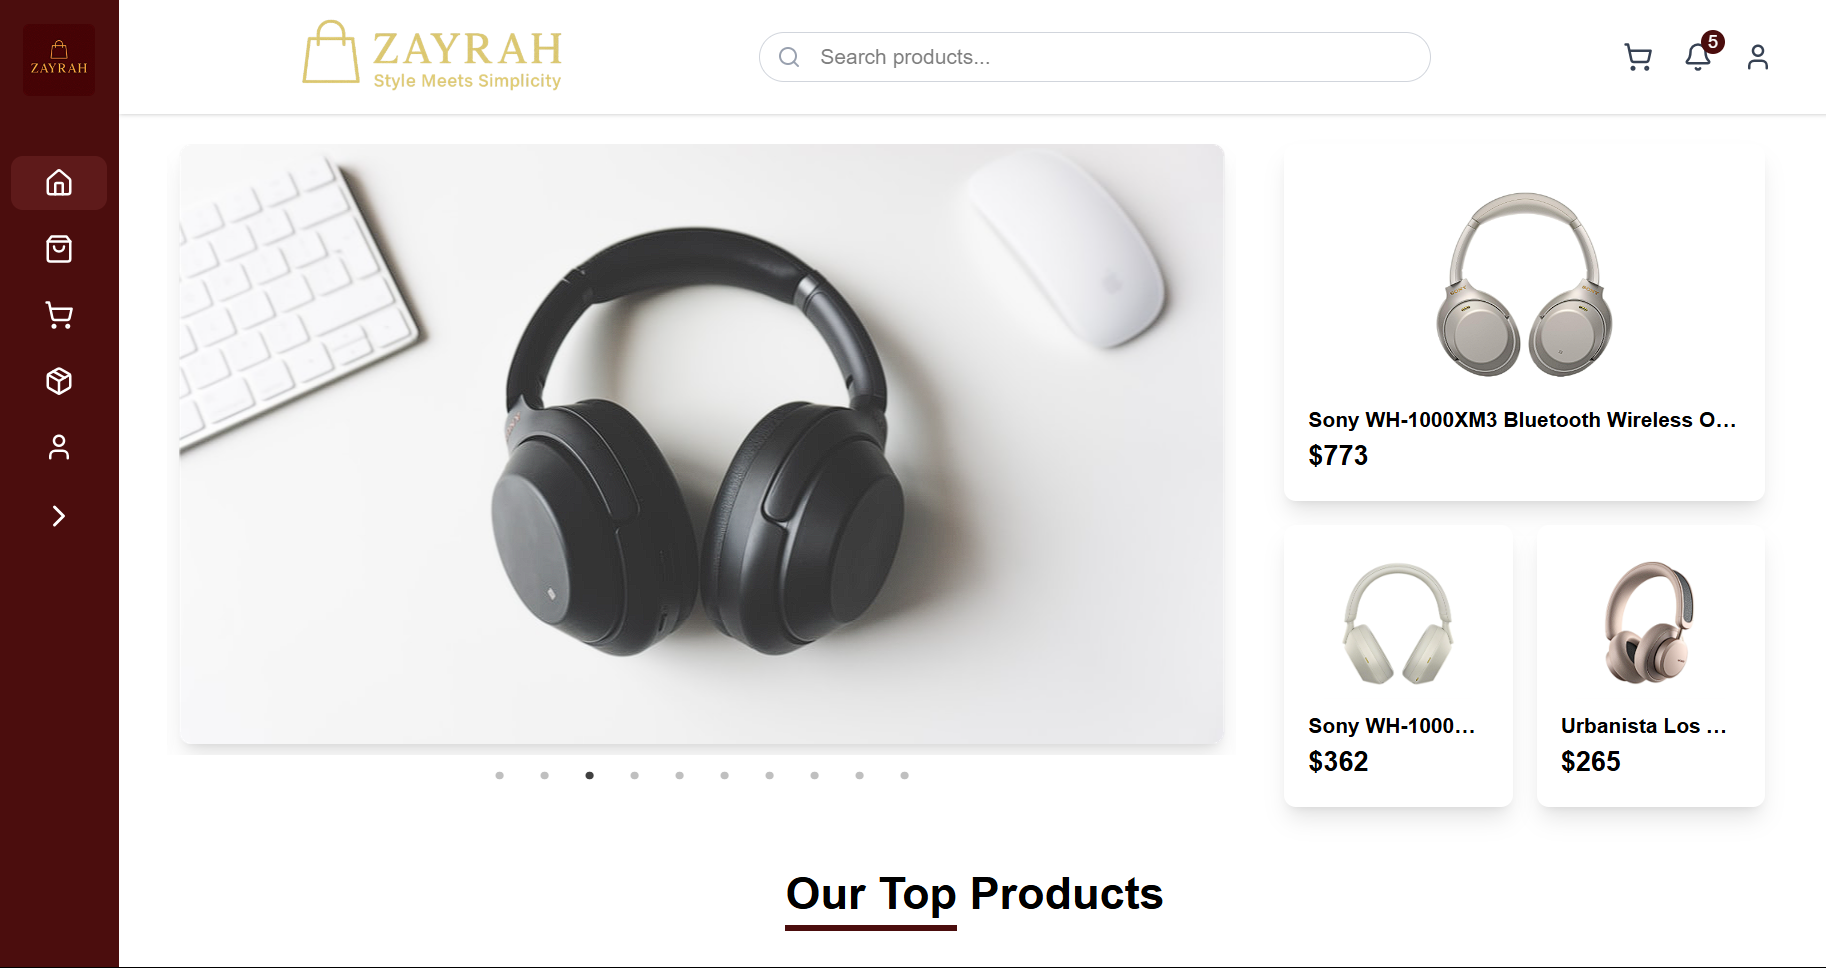 ZAYRAH
ZAYRAH
Style Meets Simplicity
Search products...
5
Sony WH-1000XM3 Bluetooth Wireless O...
$773
Sony WH-1000...
$362
Urbanista Los ...
$265
Our Top Products